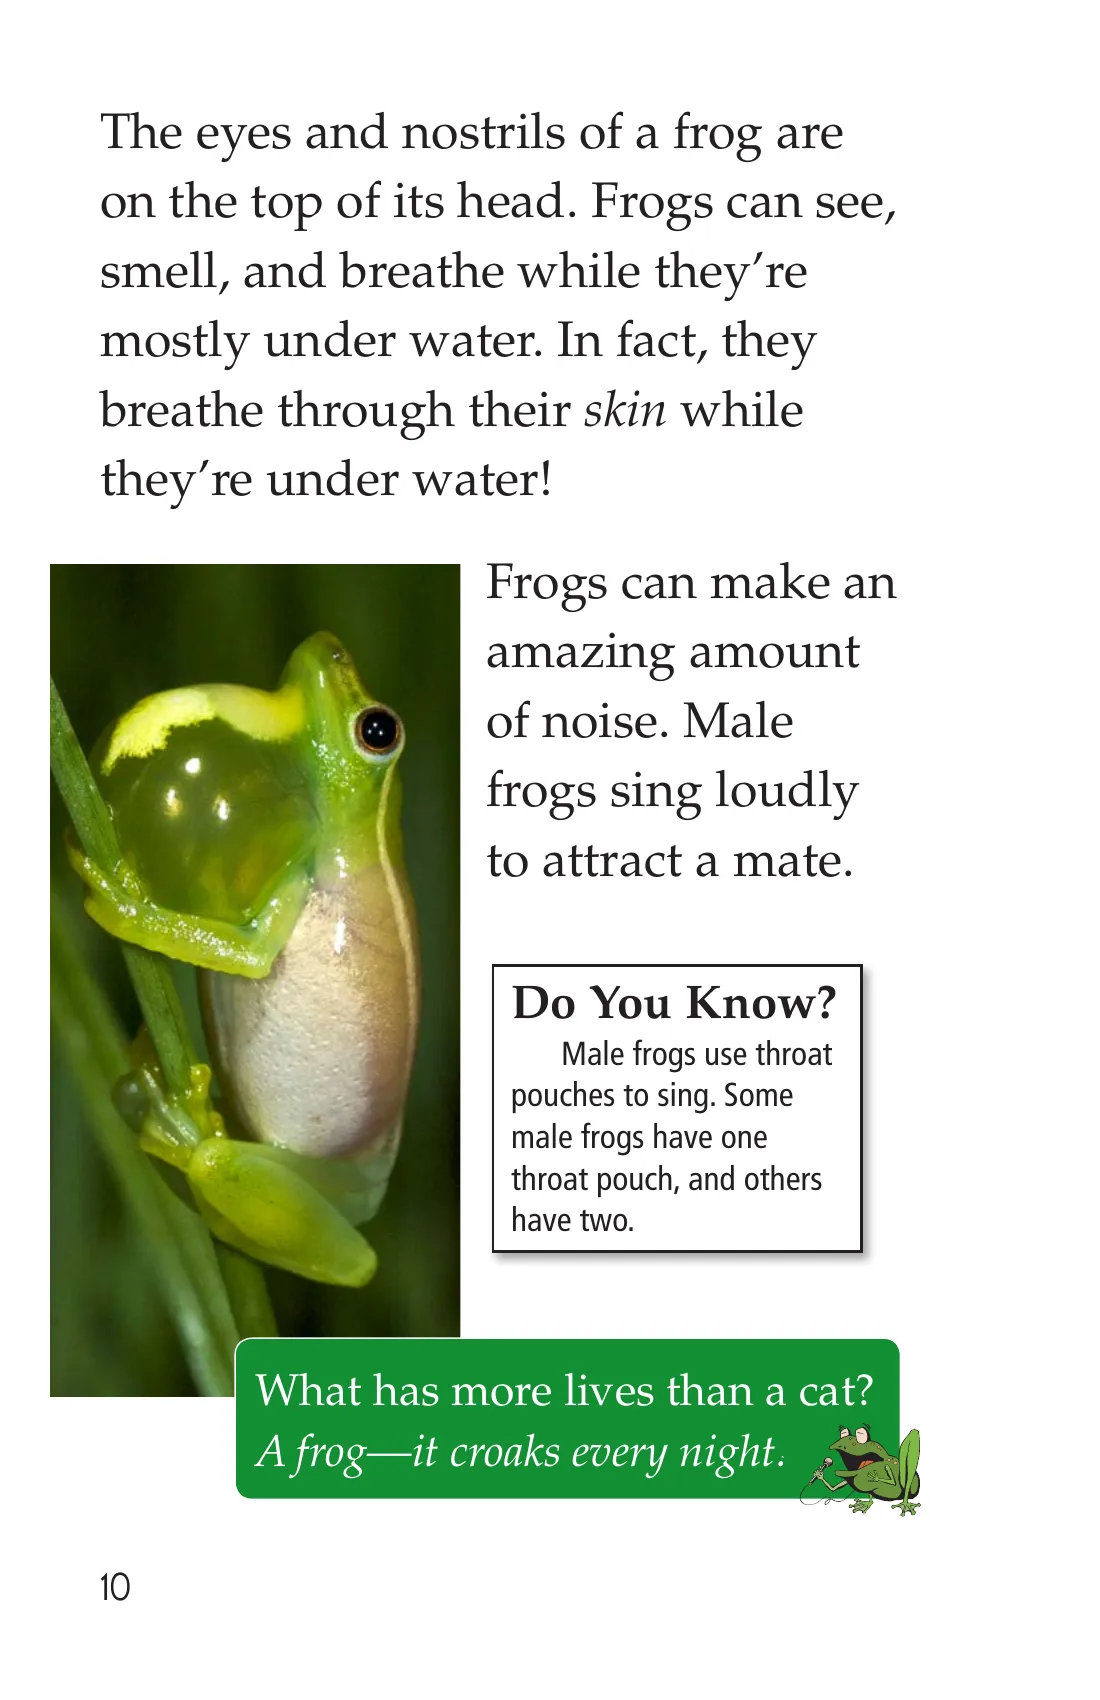 The eyes and nostrils of a frog are
on the top of its head. Frogs can see,
smell, and breathe while they’re
mostly under water. In fact, they
breathe through their skin while
they’re under water!
Frogs can make an
amazing amount
of noise. Male
frogs sing loudly
to attract a mate.
Do You Know?
Male frogs use throat
pouches to sing. Some
male frogs have one
throat pouch, and others
have two.
What has more lives than a cat?
A frog—it croaks every night.
10